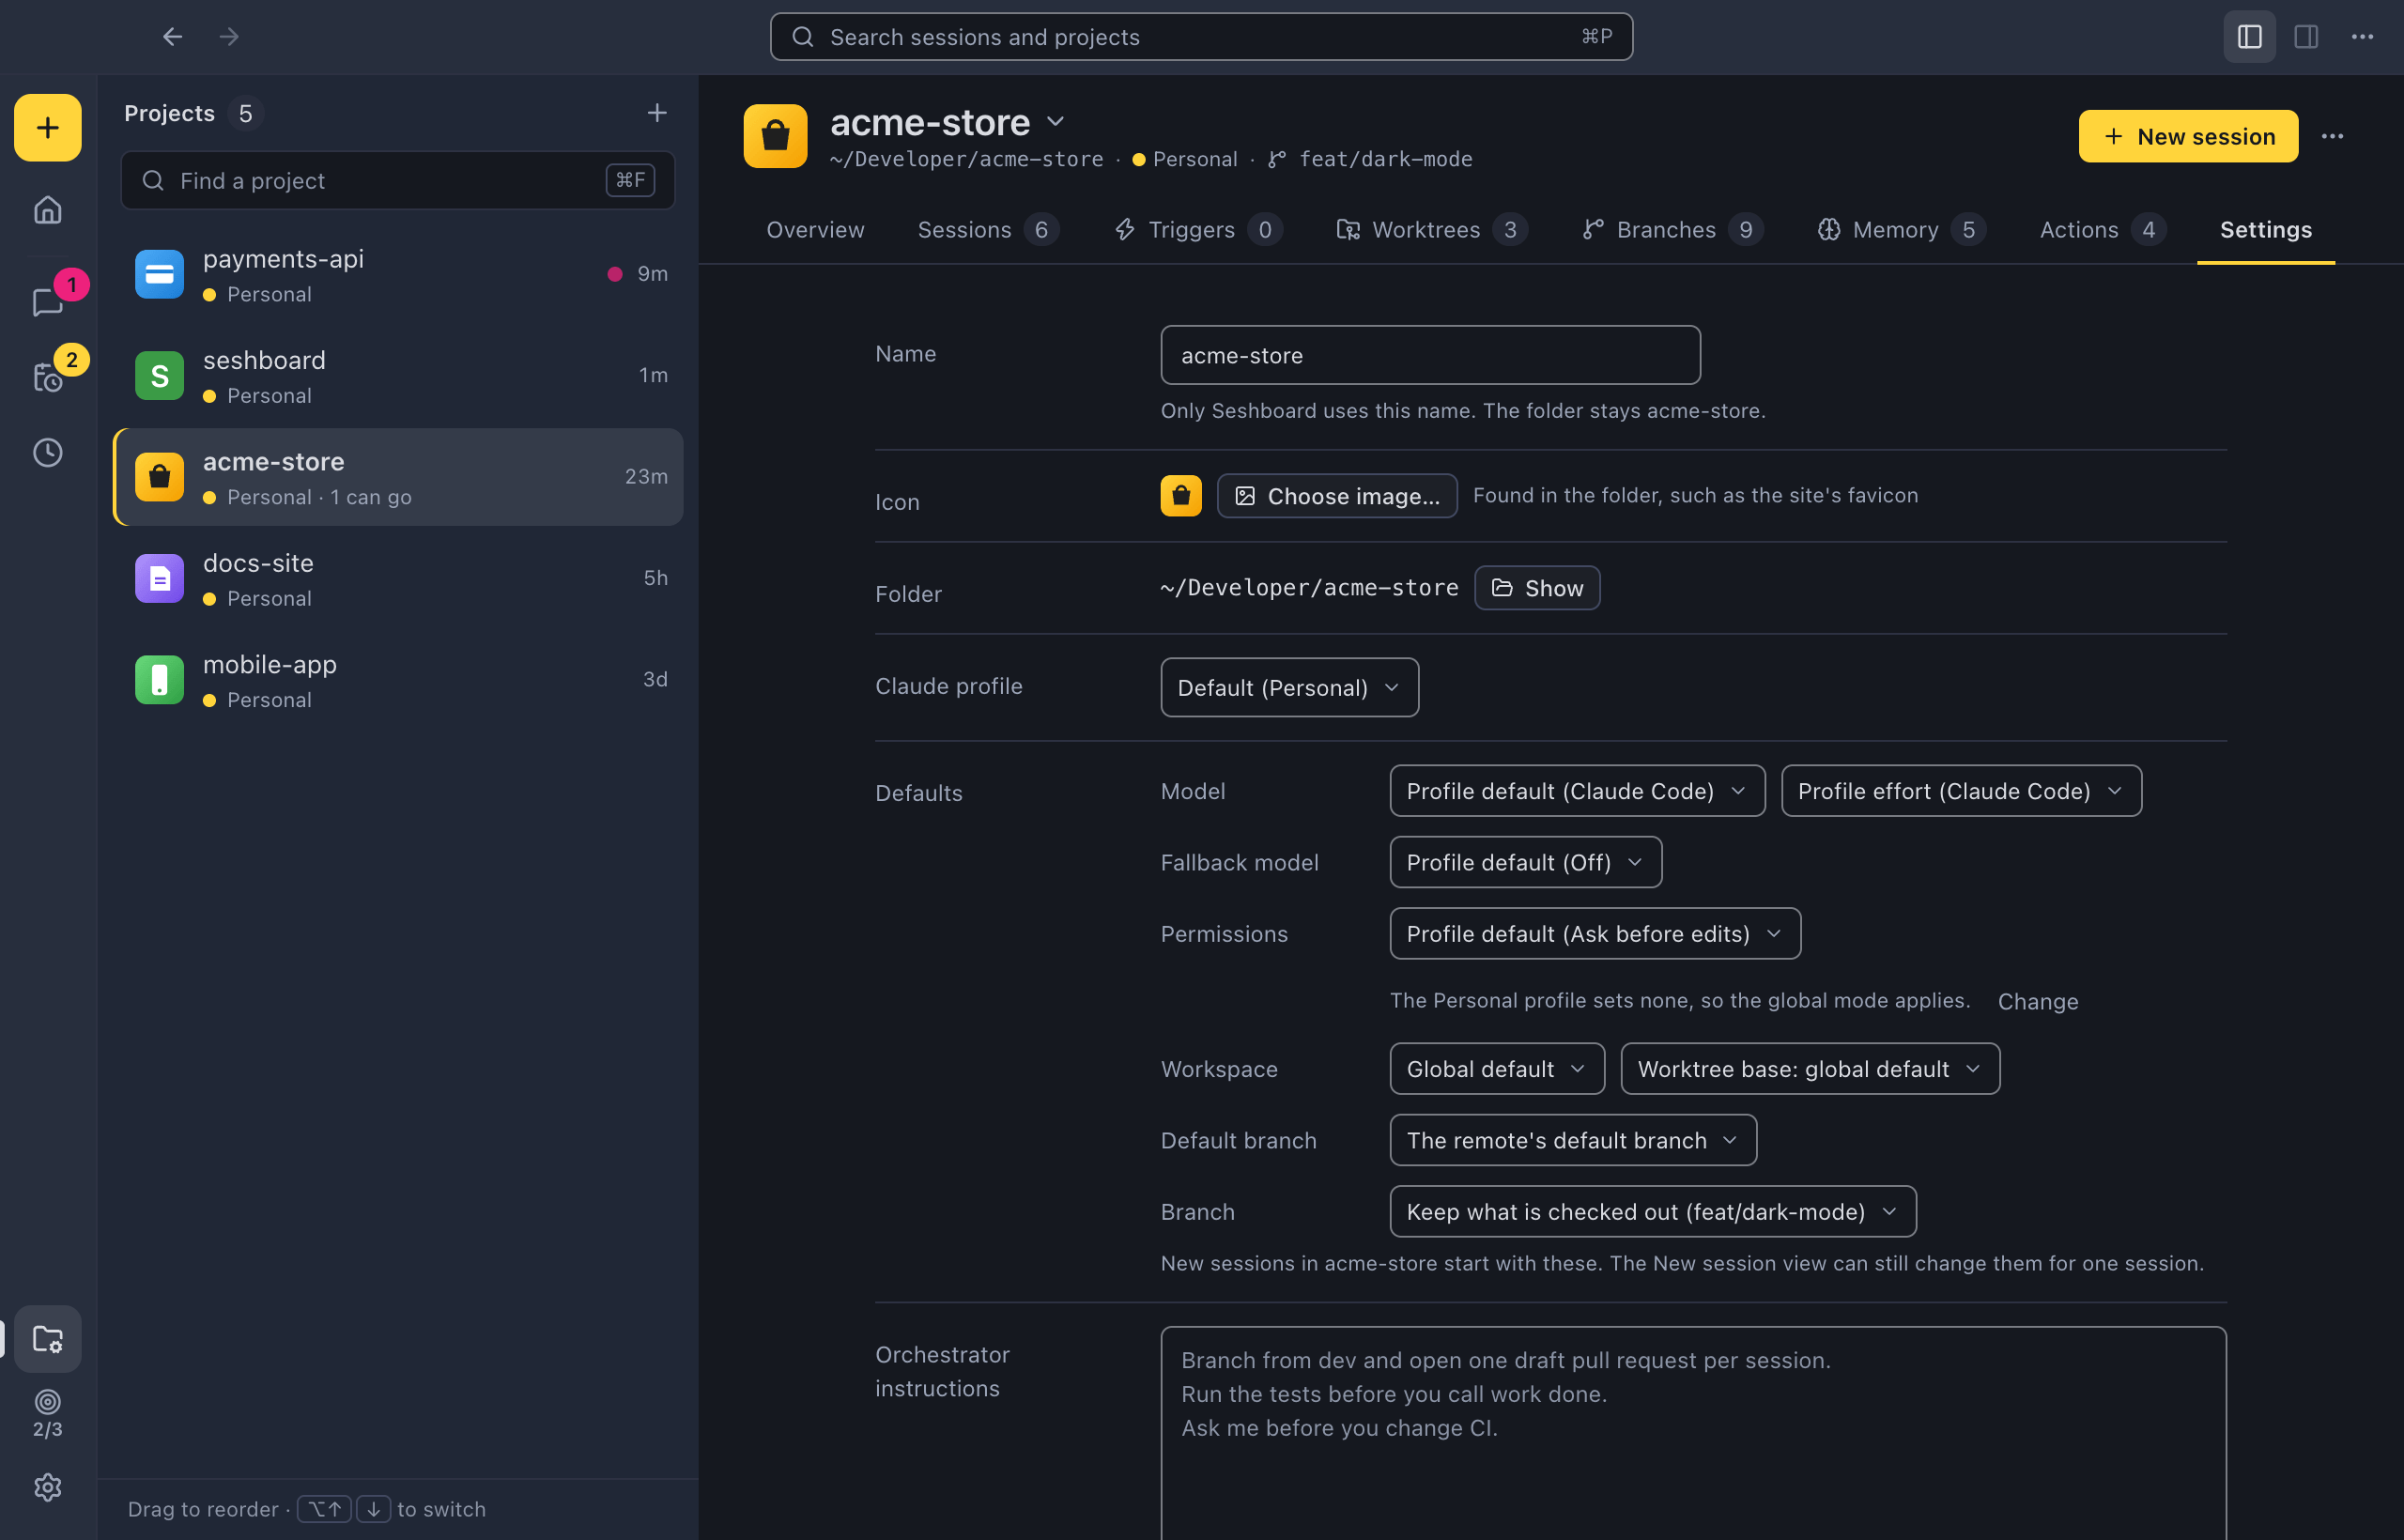 Search sessions and projects ⌘P
Projects 5
Find a project ⌘F
payments-api
Personal
9m
seshboard
Personal
1m
acme-store
Personal · 1 can go
23m
docs-site
Personal
5h
mobile-app
Personal
3d
1
2
2/3
S
Drag to reorder · ⌥↑ ↓ to switch
acme-store
~/Developer/acme-store · Personal · feat/dark-mode
+ New session
Overview Sessions 6 Triggers 0 Worktrees 3 Branches 9 Memory 5 Actions 4 Settings
Name
acme-store
Only Seshboard uses this name. The folder stays acme-store.
Icon
Choose image...
Found in the folder, such as the site's favicon
Folder
~/Developer/acme-store
Show
Claude profile
Default (Personal)
Defaults
Model
Profile default (Claude Code)
Profile effort (Claude Code)
Fallback model
Profile default (Off)
Permissions
Profile default (Ask before edits)
The Personal profile sets none, so the global mode applies. Change
Workspace
Global default
Worktree base: global default
Default branch
The remote's default branch
Branch
Keep what is checked out (feat/dark-mode)
New sessions in acme-store start with these. The New session view can still change them for one session.
Orchestrator
instructions
Branch from dev and open one draft pull request per session.
Run the tests before you call work done.
Ask me before you change CI.